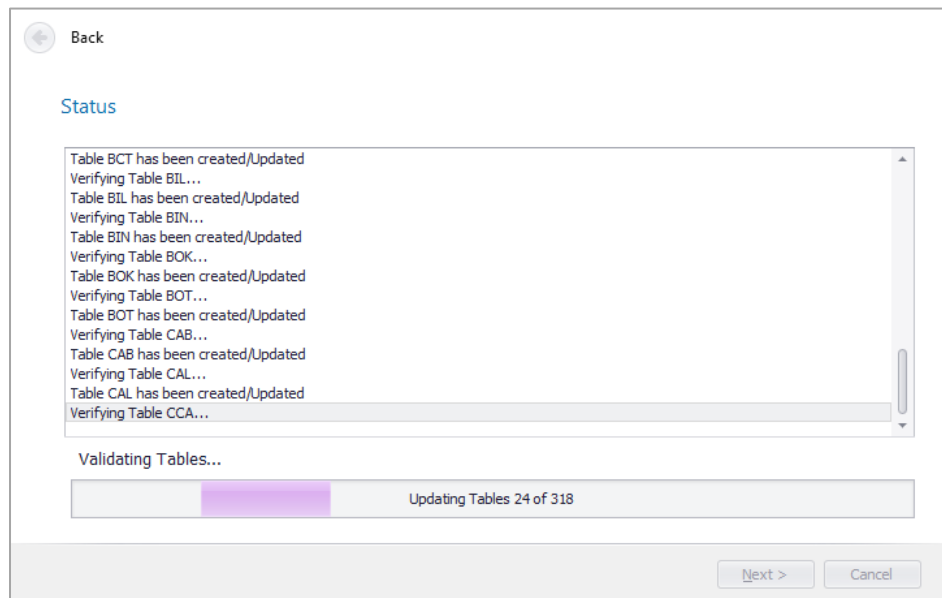 Back
Status
Table BCT has been created/Updated
Verifying Table BIL...
Table BIL has been created/Updated
Verifying Table BIN...
Table BIN has been created/Updated
Verifying Table BOK...
Table BOK has been created/Updated
Verifying Table BOT...
Table BOT has been created/Updated
Verifying Table CAB...
Table CAB has been created/Updated
Verifying Table CAL...
Table CAL has been created/Updated
Verifying Table CCA...
Validating Tables...
Updating Tables 24 of 318
Next > Cancel